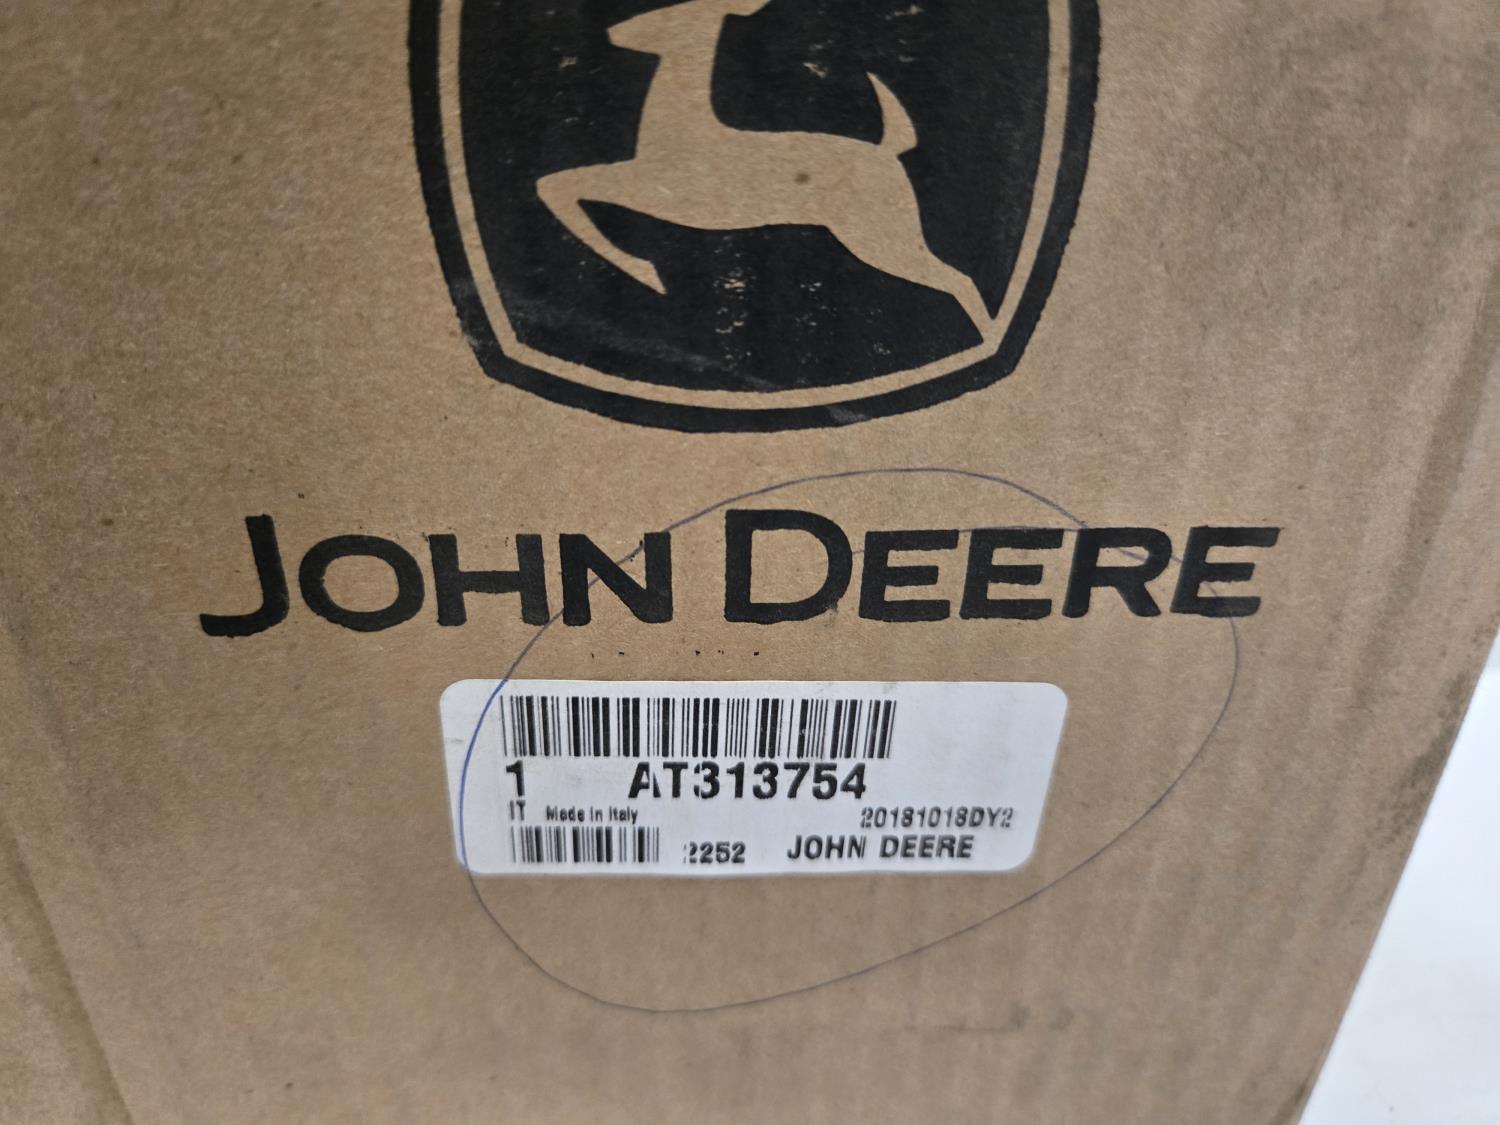 JOHN DEERE
1 AT313754
IT Made in Italy 20181018DY2
2252 JOHN DEERE